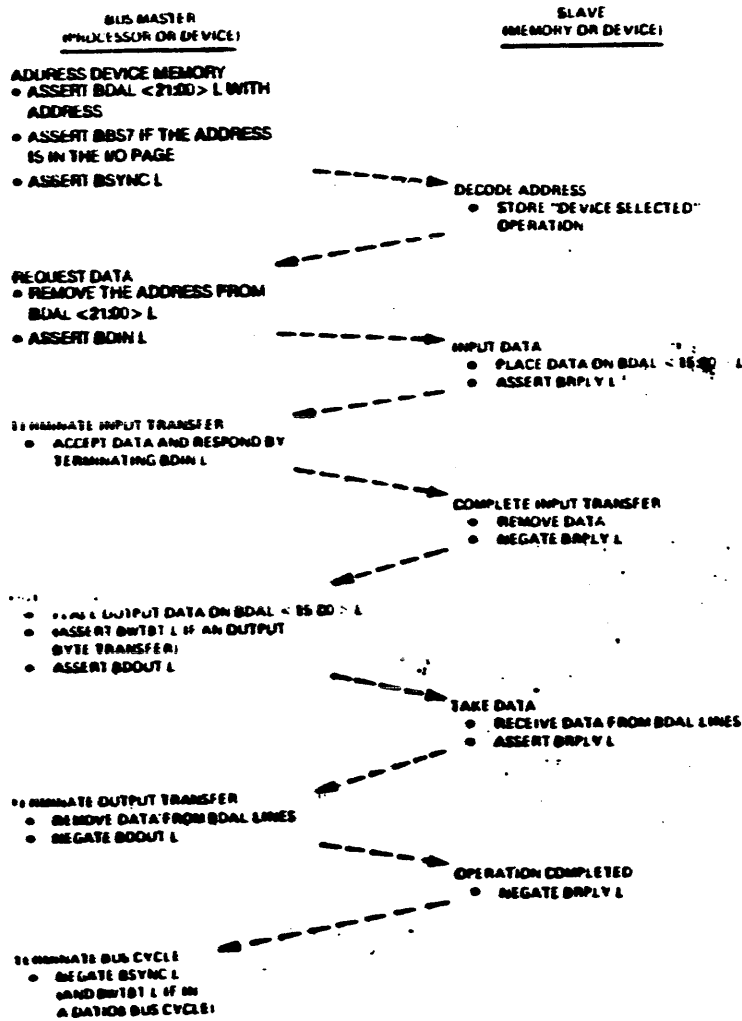 BUS MASTER
(PROCESSOR OR DEVICE)
SLAVE
(MEMORY OR DEVICE)
ADDRESS DEVICE MEMORY
• ASSERT BDAL <21:00> L WITH
ADDRESS
• ASSERT BBS7 IF THE ADDRESS
IS IN THE I/O PAGE
• ASSERT BSYNC L
DECODE ADDRESS
• STORE "DEVICE SELECTED"
OPERATION
REQUEST DATA
• REMOVE THE ADDRESS FROM
BDAL <21:00> L
• ASSERT BDIN L
INPUT DATA
• PLACE DATA ON BDAL < 15:00 > L
• ASSERT BRPLY L
TERMINATE INPUT TRANSFER
• ACCEPT DATA AND RESPOND BY
TERMINATING BDIN L
COMPLETE INPUT TRANSFER
• REMOVE DATA
• NEGATE BRPLY L
• PLACE OUTPUT DATA ON BDAL < 15:00 > L
• (ASSERT BWTBT L IF AN OUTPUT
BYTE TRANSFER)
• ASSERT BDOUT L
TAKE DATA
• RECEIVE DATA FROM BDAL LINES
• ASSERT BRPLY L
TERMINATE OUTPUT TRANSFER
• REMOVE DATA FROM BDAL LINES
• NEGATE BDOUT L
OPERATION COMPLETED
• NEGATE BRPLY L
TERMINATE BUS CYCLE
• NEGATE BSYNC L
(AND BWTBT L IF IN
A DATIOB BUS CYCLE)